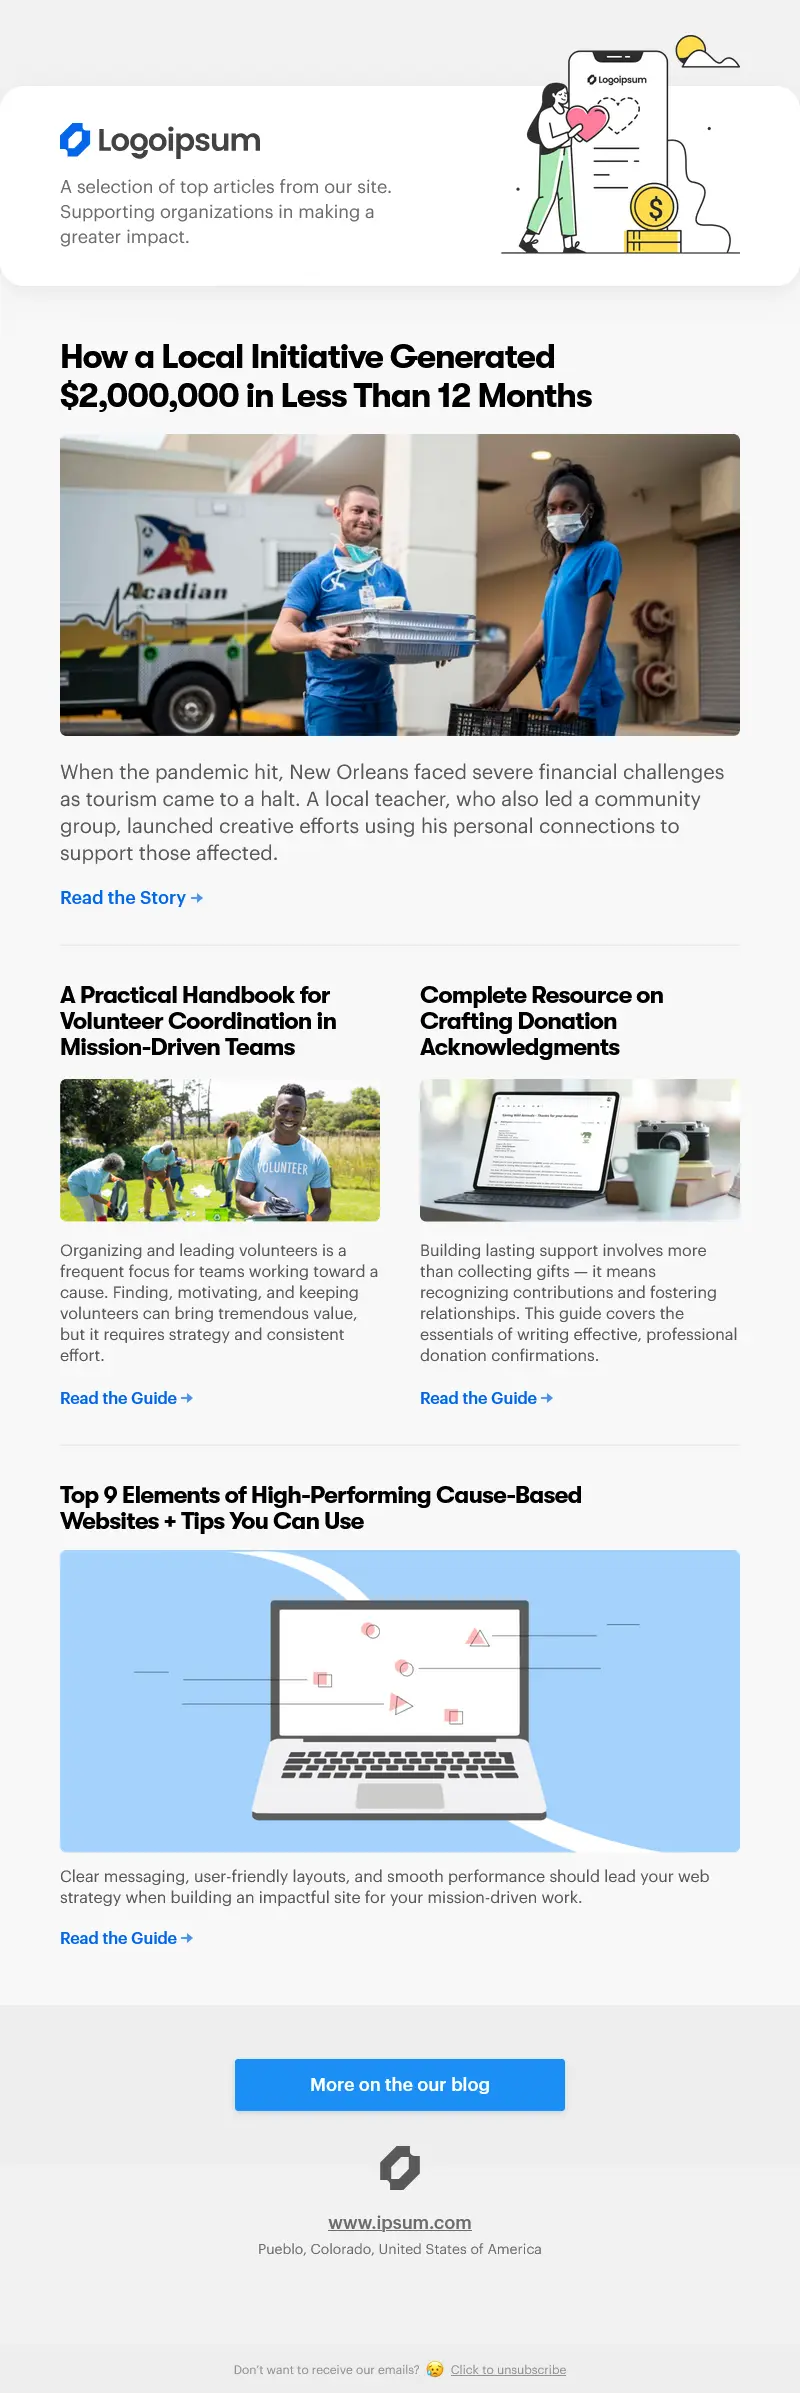 Logoipsum
Logoipsum
A selection of top articles from our site.
Supporting organizations in making a
greater impact.
$
How a Local Initiative Generated
$2,000,000 in Less Than 12 Months
Acadian
When the pandemic hit, New Orleans faced severe financial challenges
as tourism came to a halt. A local teacher, who also led a community
group, launched creative efforts using his personal connections to
support those affected.
Read the Story →
A Practical Handbook for
Volunteer Coordination in
Mission-Driven Teams
VOLUNTEER
Organizing and leading volunteers is a
frequent focus for teams working toward a
cause. Finding, motivating, and keeping
volunteers can bring tremendous value,
but it requires strategy and consistent
effort.
Read the Guide →
Complete Resource on
Crafting Donation
Acknowledgments
Building lasting support involves more
than collecting gifts — it means
recognizing contributions and fostering
relationships. This guide covers the
essentials of writing effective, professional
donation confirmations.
Read the Guide →
Top 9 Elements of High-Performing Cause-Based
Websites + Tips You Can Use
Clear messaging, user-friendly layouts, and smooth performance should lead your web
strategy when building an impactful site for your mission-driven work.
Read the Guide →
More on the our blog
www.ipsum.com
Pueblo, Colorado, United States of America
Don't want to receive our emails? 😥 Click to unsubscribe